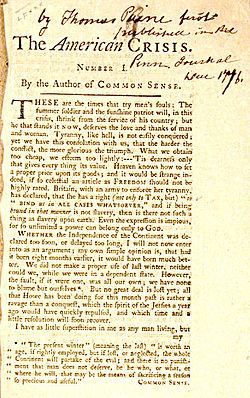 by Thomas Paine first
published in the
The American CRISIS.
Penn. Journal
NUMBER I.
Dec 1776.
By the Author of COMMON SENSE.
THESE are the times that try men's souls: The
summer soldier and the sunshine patriot will, in this
crisis, shrink from the service of his country; but
he that stands it NOW, deserves the love and thanks of man
and woman. Tyranny, like hell, is not easily conquered;
yet we have this consolation with us, that the harder the
conflict, the more glorious the triumph. What we obtain
too cheap, we esteem too lightly:---'Tis dearness only
that gives every thing its value. Heaven knows how to set
a proper price upon its goods; and it would be strange in-
deed, if so celestial an article as FREEDOM should not be
highly rated. Britain, with an army to enforce her tyranny,
has declared, that she has a right (not only to TAX, but) "to
"BIND us in ALL CASES WHATSOEVER," and if being
bound in that manner is not slavery, then is there not such a
thing as slavery upon earth. Even the expression is impious,
for so unlimited a power can belong only to GOD.
WHETHER the Independence of the Continent was de-
clared too soon, or delayed too long, I will not now enter
into as an argument; my own simple opinion is, that had
it been eight months earlier, it would have been much bet-
ter. We did not make a proper use of last winter, neither
could we, while we were in a dependent state. However,
the fault, if it were one, was all our own; we have none
to blame but ourselves*. But no great deal is lost yet; all
that Howe has been doing for this month past is rather a
ravage than a conquest, which the spirit of the Jersies a year
ago would have quickly repulsed, and which time and a
little resolution will soon recover.
I have as little superstition in me as any man living, but
my
* "The present winter" (meaning the last) "is worth an
age, if rightly employed, but if lost, or neglected, the whole
Continent will partake of the evil; and there is no punish-
ment that man does not deserve, be he who, or what, or
where he will, that may be the means of sacrificing a season
so precious and useful." COMMON SENSE.